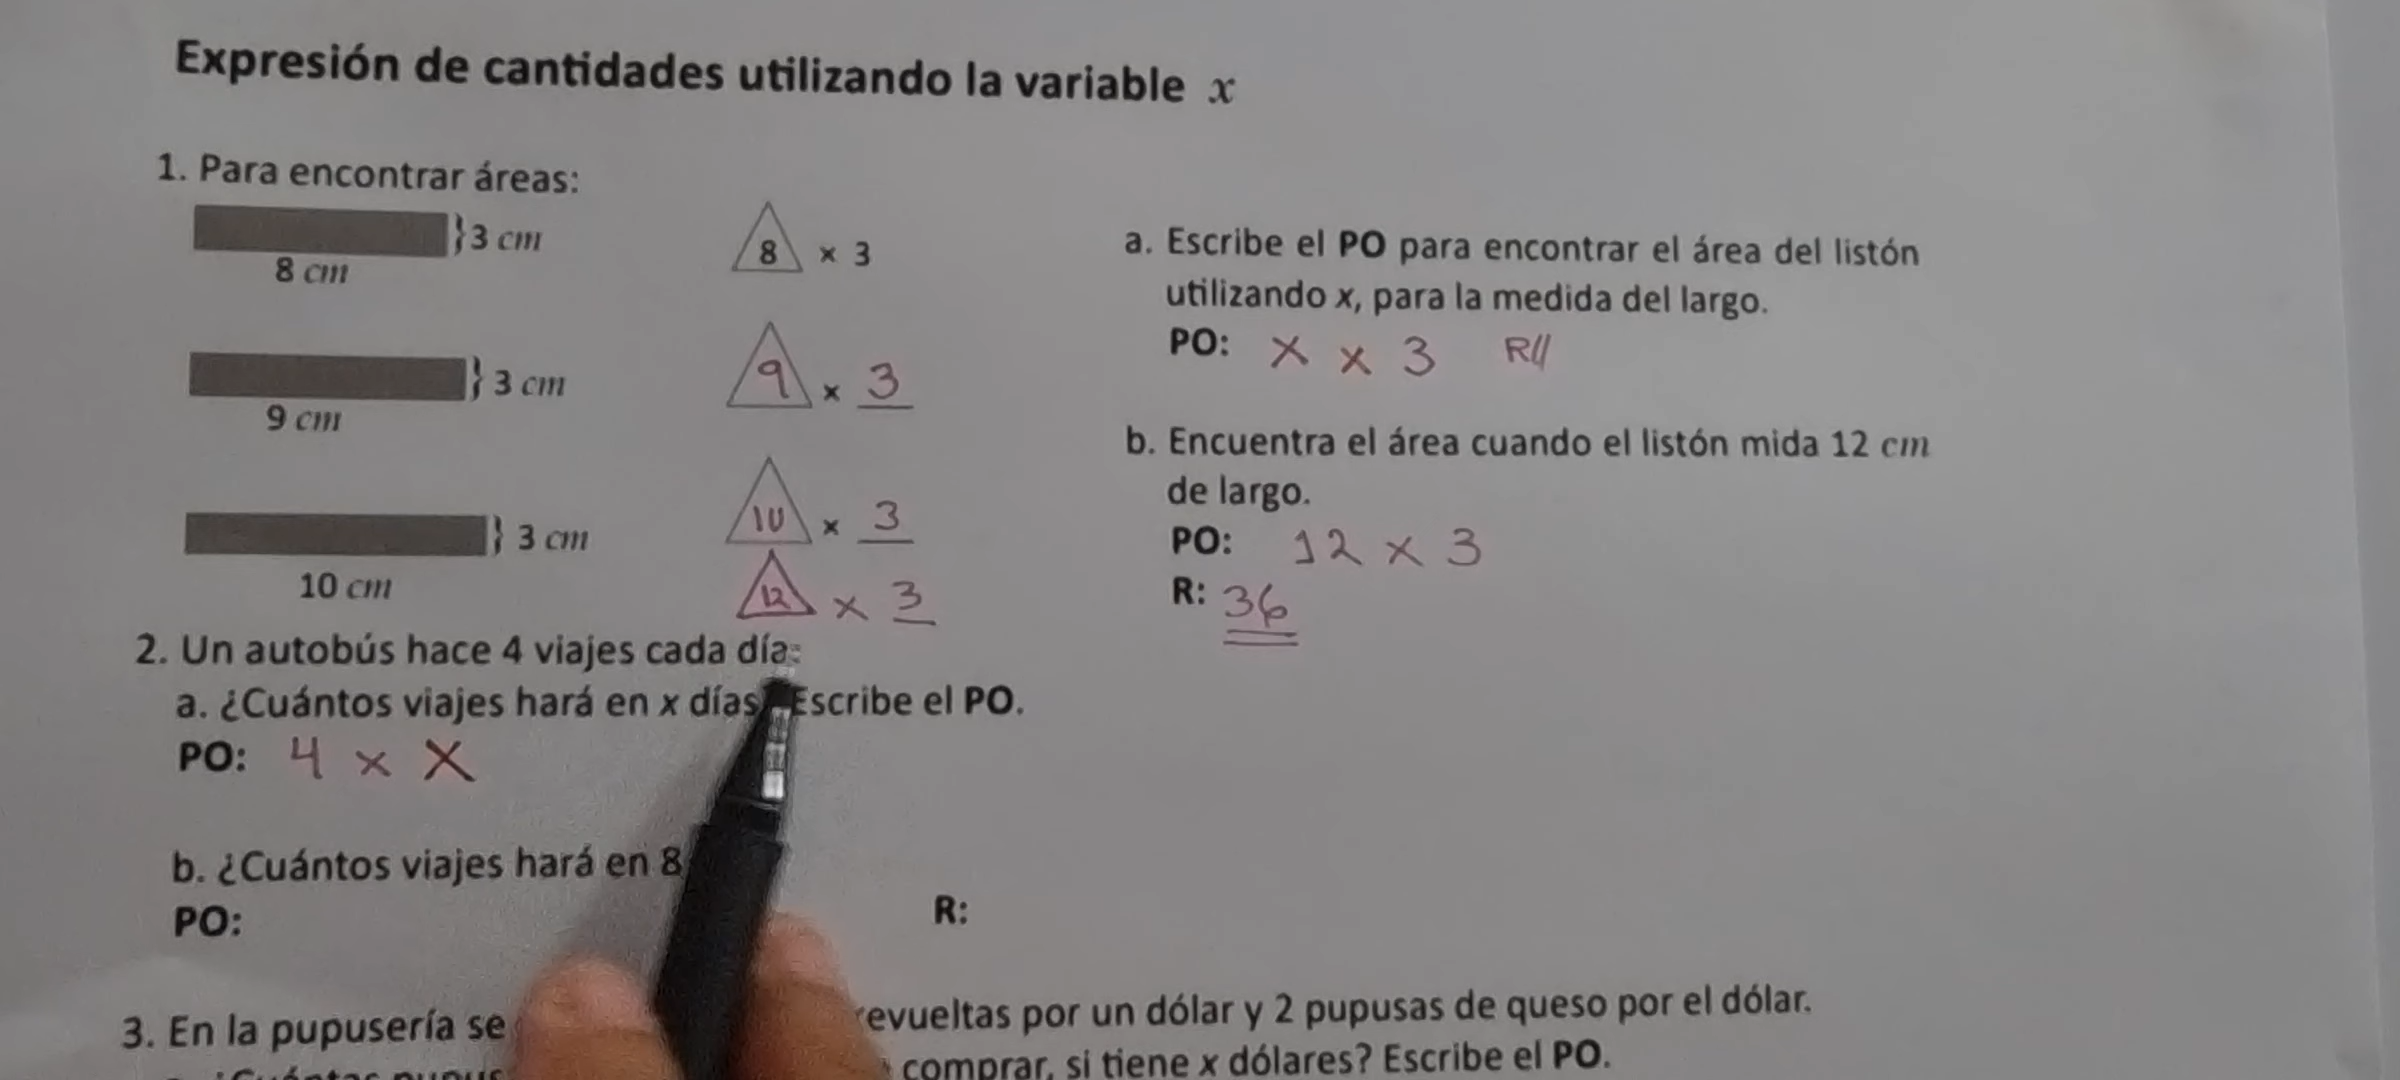 Expresión de cantidades utilizando la variable x
1. Para encontrar áreas:
3 cm
8 cm
8 × 3
3 cm
9 cm
9 × 3
3 cm
10 cm
10 × 3
12 × 3
a. Escribe el PO para encontrar el área del listón
utilizando x, para la medida del largo.
PO: x × 3 R//
b. Encuentra el área cuando el listón mida 12 cm
de largo.
PO: 12 × 3
R: 36
2. Un autobús hace 4 viajes cada día:
a. ¿Cuántos viajes hará en x días Escribe el PO.
PO: 4 × X
b. ¿Cuántos viajes hará en 8
PO:
R:
3. En la pupusería se revueltas por un dólar y 2 pupusas de queso por el dólar.
comprar, si tiene x dólares? Escribe el PO.